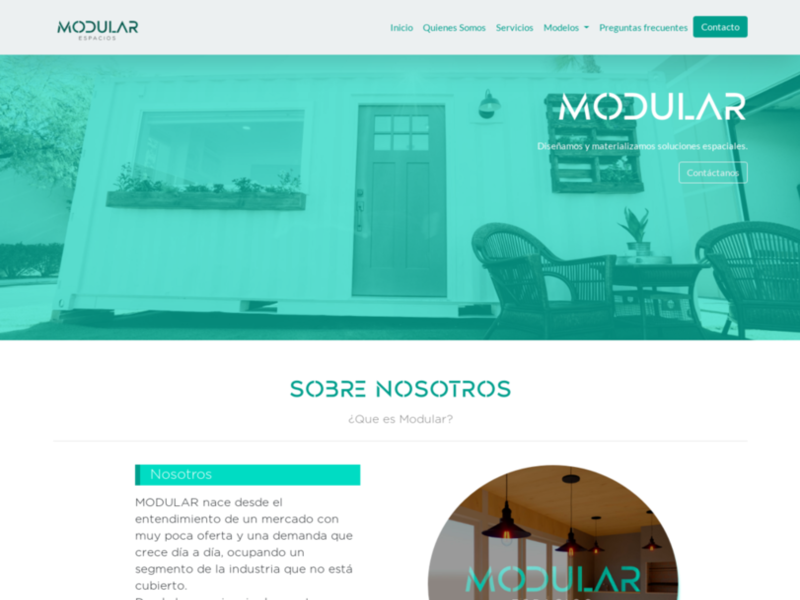 MODULAR
ESPACIOS
Inicio Quienes Somos Servicios Modelos Preguntas frecuentes Contacto
MODULAR
Diseñamos y materializamos soluciones espaciales.
Contáctanos
SOBRE NOSOTROS
¿Que es Modular?
Nosotros
MODULAR nace desde el
entendimiento de un mercado con
muy poca oferta y una demanda que
crece día a día, ocupando un
segmento de la industria que no está
cubierto.
MODULAR